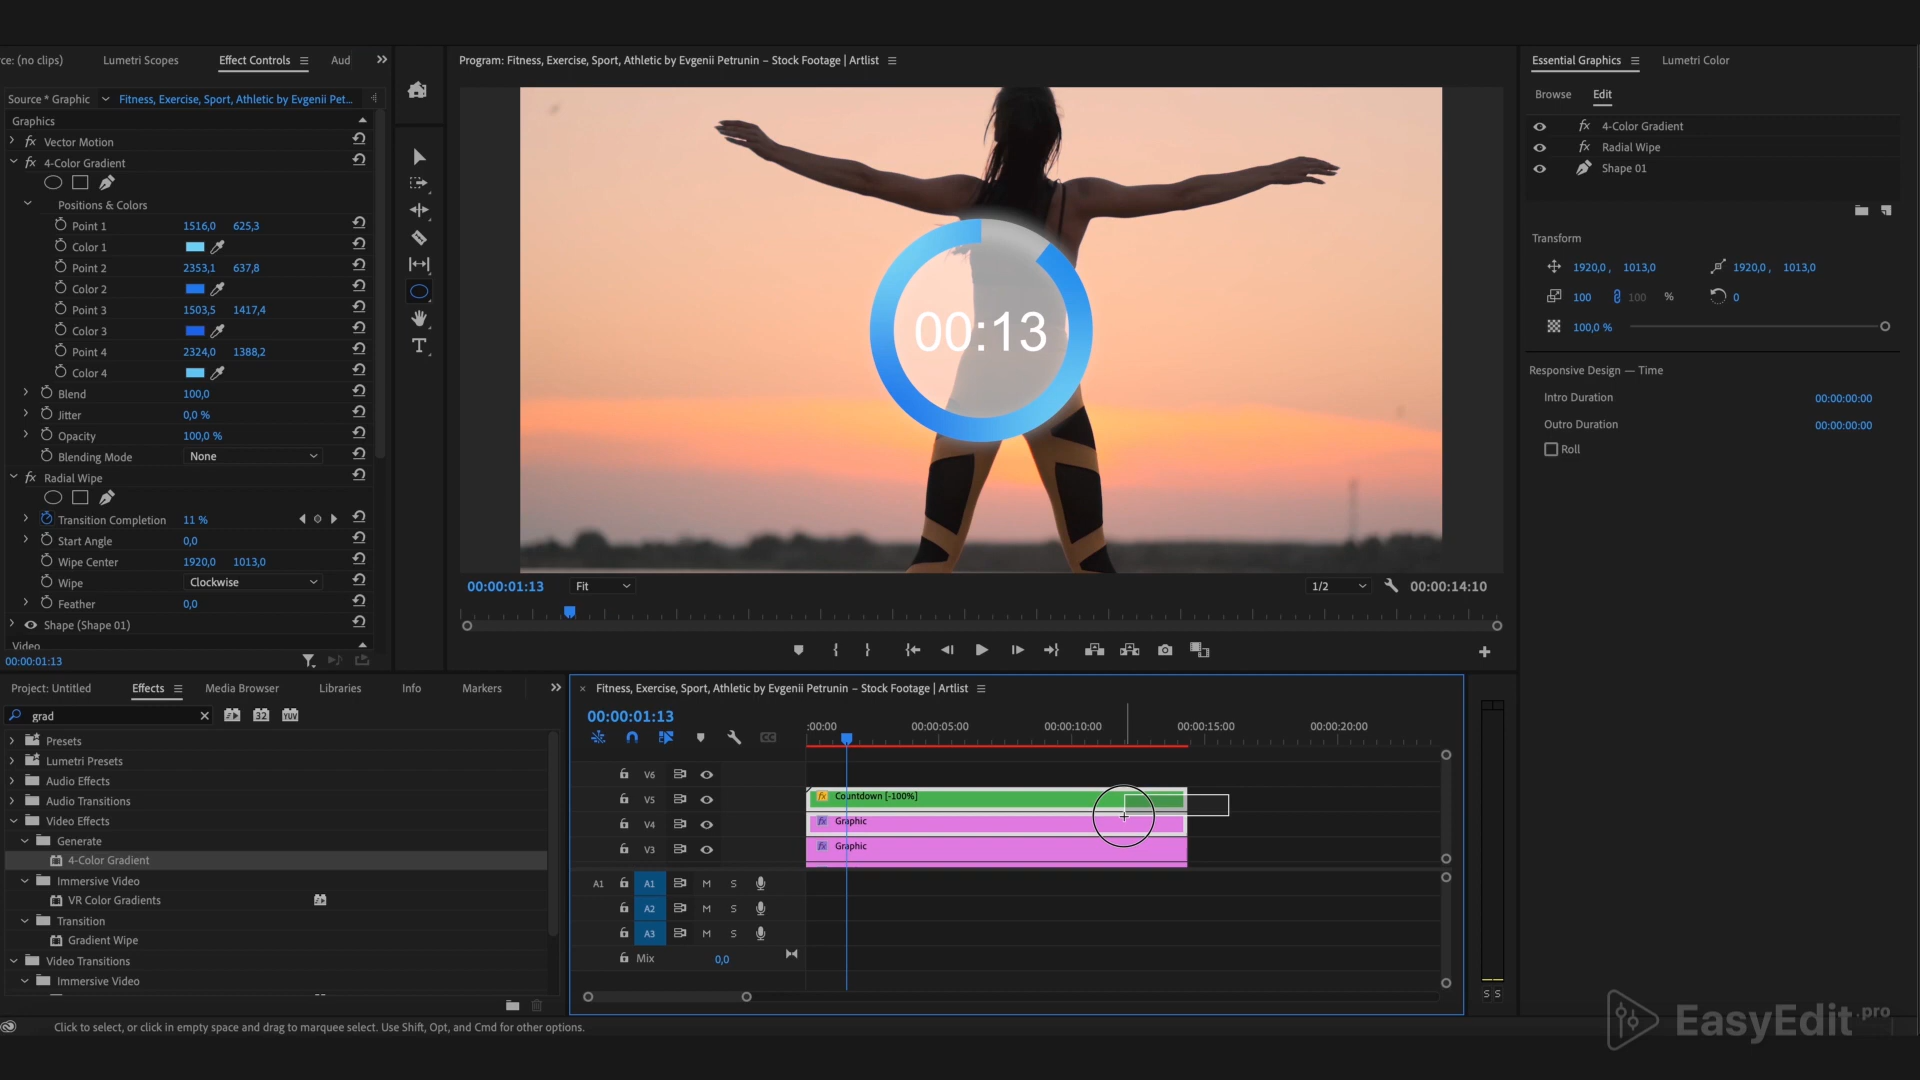 rce: (no clips)
Lumetri Scopes
Effect Controls
Aud
Source * Graphic
Fitness, Exercise, Sport, Athletic by Evgenii Pet...
Graphics
fx Vector Motion
fx 4-Color Gradient
Positions & Colors
Point 1 1516,0 625,3
Color 1
Point 2 2353,1 637,8
Color 2
Point 3 1503,5 1417,4
Color 3
Point 4 2324,0 1388,2
Color 4
Blend 100,0
Jitter 0,0 %
Opacity 100,0 %
Blending Mode None
fx Radial Wipe
Transition Completion 11 %
Start Angle 0,0
Wipe Center 1920,0 1013,0
Wipe Clockwise
Feather 0,0
Shape (Shape 01)
Video
00:00:01:13
T
Program: Fitness, Exercise, Sport, Athletic by Evgenii Petrunin – Stock Footage | Artlist
00:13
00:00:01:13
Fit
1/2
00:00:14:10
Essential Graphics
Lumetri Color
Browse
Edit
fx 4-Color Gradient
fx Radial Wipe
Shape 01
Transform
1920,0 , 1013,0
1920,0 , 1013,0
100
100 %
0
100,0 %
Responsive Design — Time
Intro Duration 00:00:00:00
Outro Duration 00:00:00:00
Roll
Project: Untitled
Effects
Media Browser
Libraries
Info
Markers
grad
32
YUV
Presets
Lumetri Presets
Audio Effects
Audio Transitions
Video Effects
Generate
4-Color Gradient
Immersive Video
VR Color Gradients
Transition
Gradient Wipe
Video Transitions
Immersive Video
Fitness, Exercise, Sport, Athletic by Evgenii Petrunin – Stock Footage | Artlist
00:00:01:13
:00:00
00:00:05:00
00:00:10:00
00:00:15:00
00:00:20:00
CC
V6
V5
fx Countdown [-100%]
V4
fx Graphic
V3
fx Graphic
A1 A1 M S
A2 M S
A3 M S
Mix 0,0
S S
Click to select, or click in empty space and drag to marquee select. Use Shift, Opt, and Cmd for other options.
EasyEdit.pro